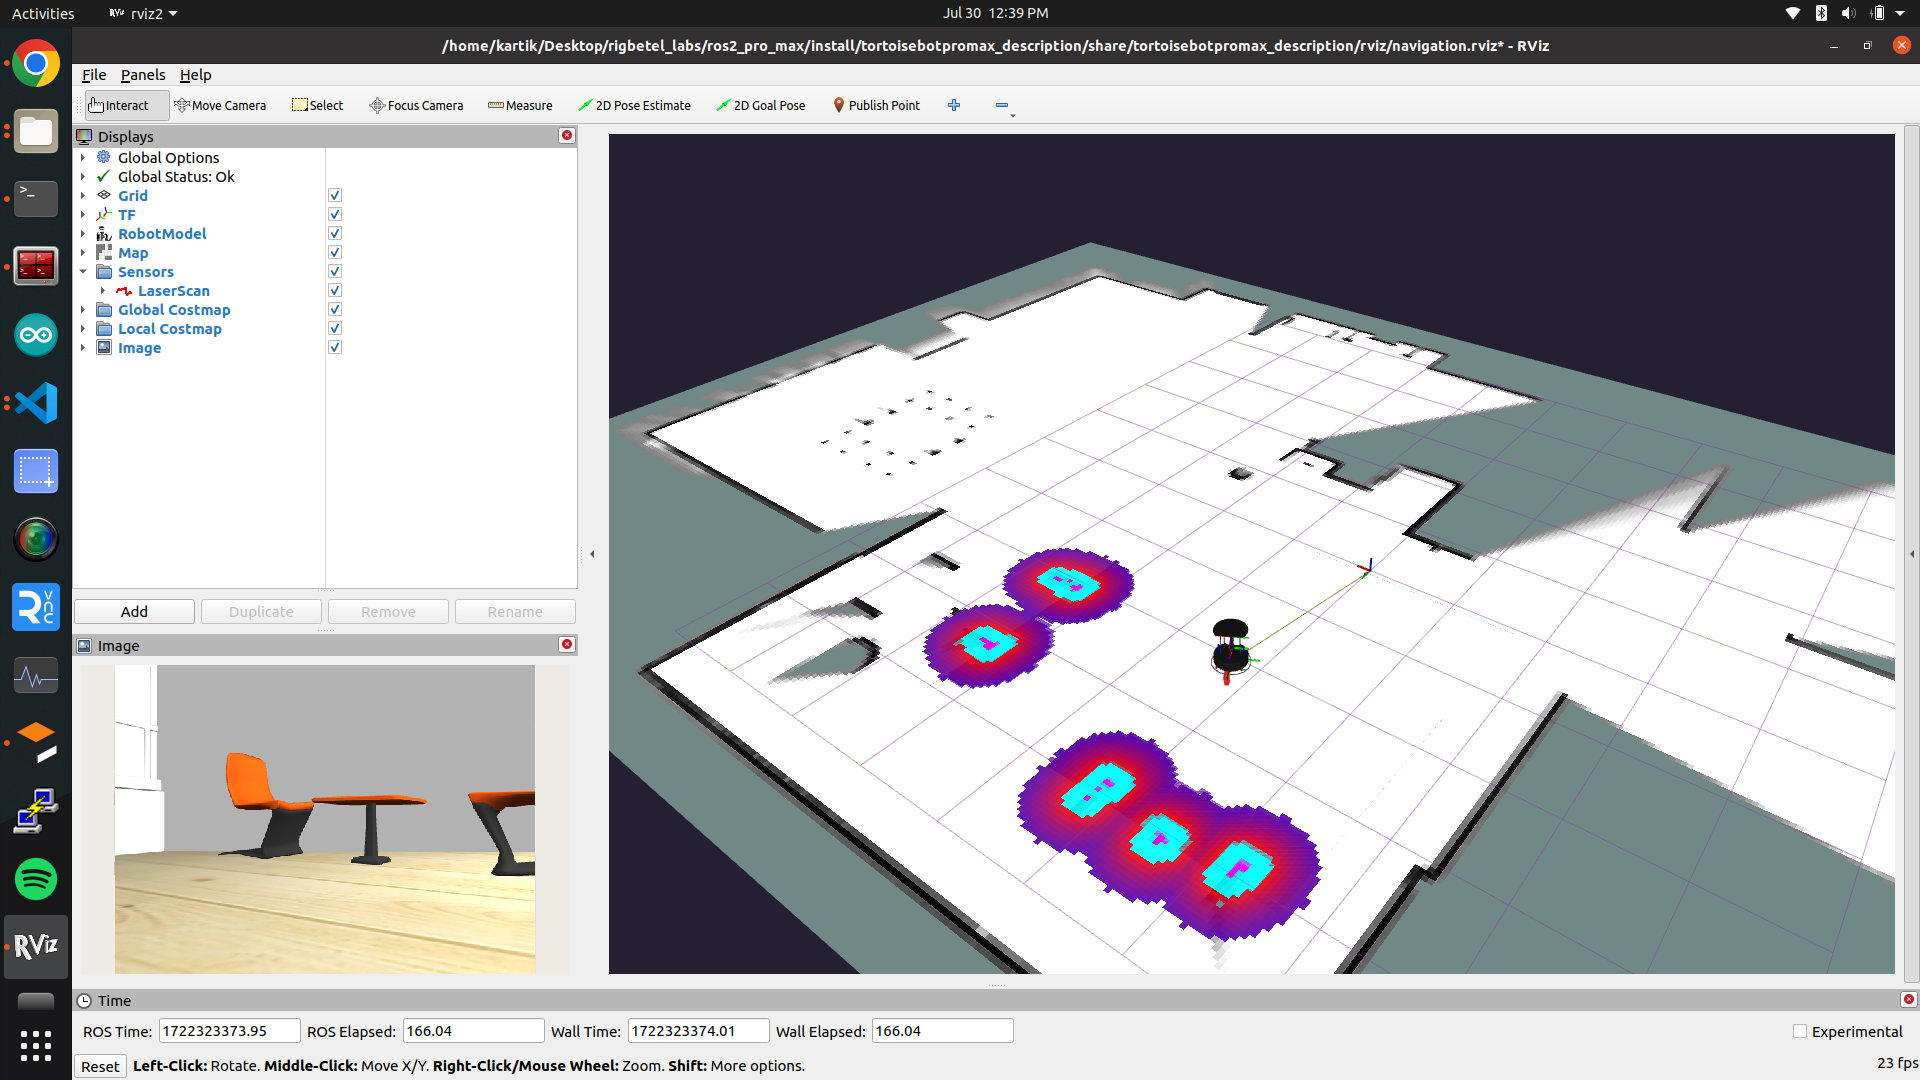 Activities rviz2 Jul 30 12:39 PM
/home/kartik/Desktop/rigbetel_labs/ros2_pro_max/install/tortoisebotpromax_description/share/tortoisebotpromax_description/rviz/navigation.rviz* - RViz
File Panels Help
Interact Move Camera Select Focus Camera Measure 2D Pose Estimate 2D Goal Pose Publish Point
Displays
Global Options
Global Status: Ok
Grid
TF
RobotModel
Map
Sensors
LaserScan
Global Costmap
Local Costmap
Image
Add Duplicate Remove Rename
Image
Time
ROS Time: 1722323373.95 ROS Elapsed: 166.04 Wall Time: 1722323374.01 Wall Elapsed: 166.04 Experimental
Reset Left-Click: Rotate. Middle-Click: Move X/Y. Right-Click/Mouse Wheel: Zoom. Shift: More options. 23 fps
RViz